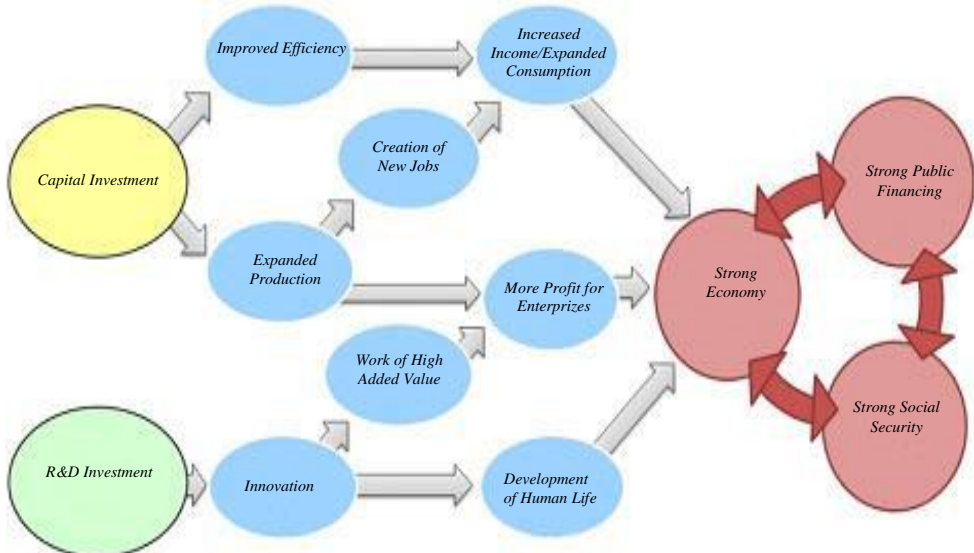 Improved Efficiency
Increased
Income/Expanded
Consumption
Capital Investment
Creation of
New Jobs
Strong Public
Financing
Expanded
Production
More Profit for
Enterprizes
Strong
Economy
Work of High
Added Value
Strong Social
Security
R&D Investment
Innovation
Development
of Human Life